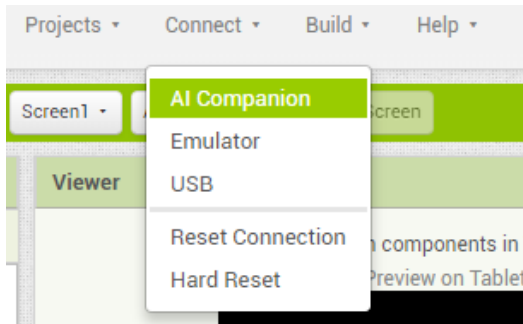 Projects Connect Build Help
Screen1
AI Companion
Emulator
USB
Reset Connection
Hard Reset
Viewer
components in
Preview on Tablet